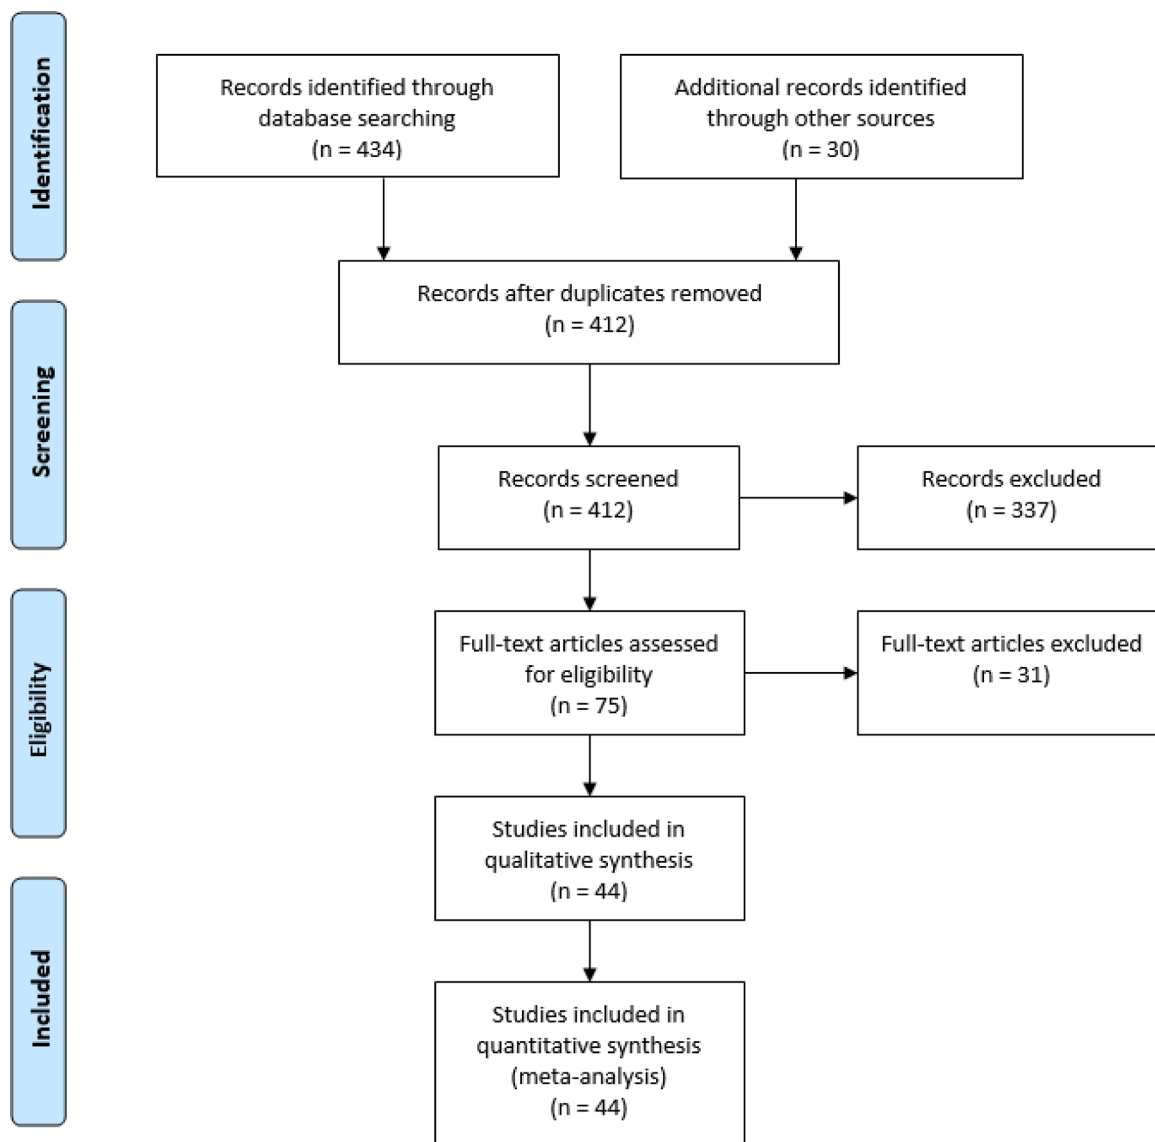 Identification
Records identified through
database searching
(n = 434)
Additional records identified
through other sources
(n = 30)
Records after duplicates removed
(n = 412)
Screening
Records screened
(n = 412)
Records excluded
(n = 337)
Eligibility
Full-text articles assessed
for eligibility
(n = 75)
Full-text articles excluded
(n = 31)
Studies included in
qualitative synthesis
(n = 44)
Included
Studies included in
quantitative synthesis
(meta-analysis)
(n = 44)